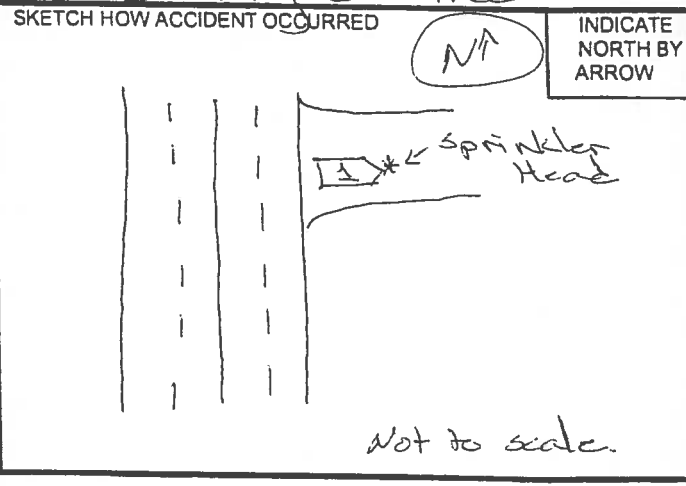 SKETCH HOW ACCIDENT OCCURRED
N↑
INDICATE
NORTH BY
ARROW
1
Sprinkler
Head
Not to scale.